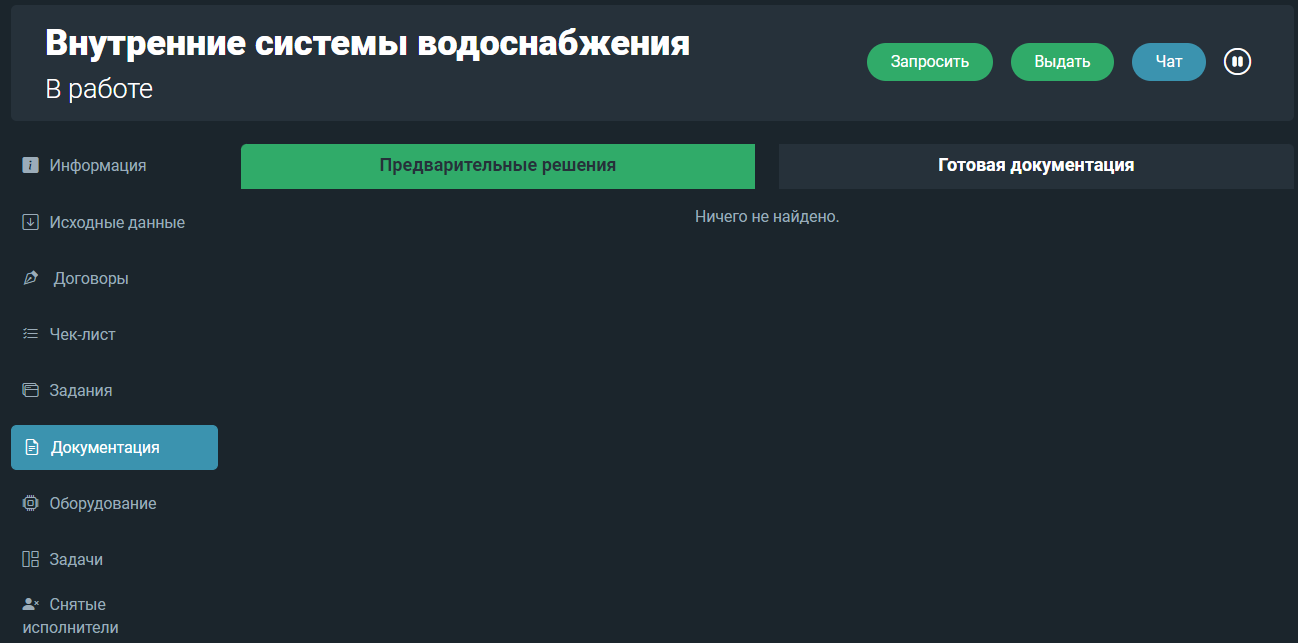 Внутренние системы водоснабжения
В работе
Запросить
Выдать
Чат
Информация
Исходные данные
Договоры
Чек-лист
Задания
Документация
Оборудование
Задачи
Снятые
исполнители
Предварительные решения
Готовая документация
Ничего не найдено.